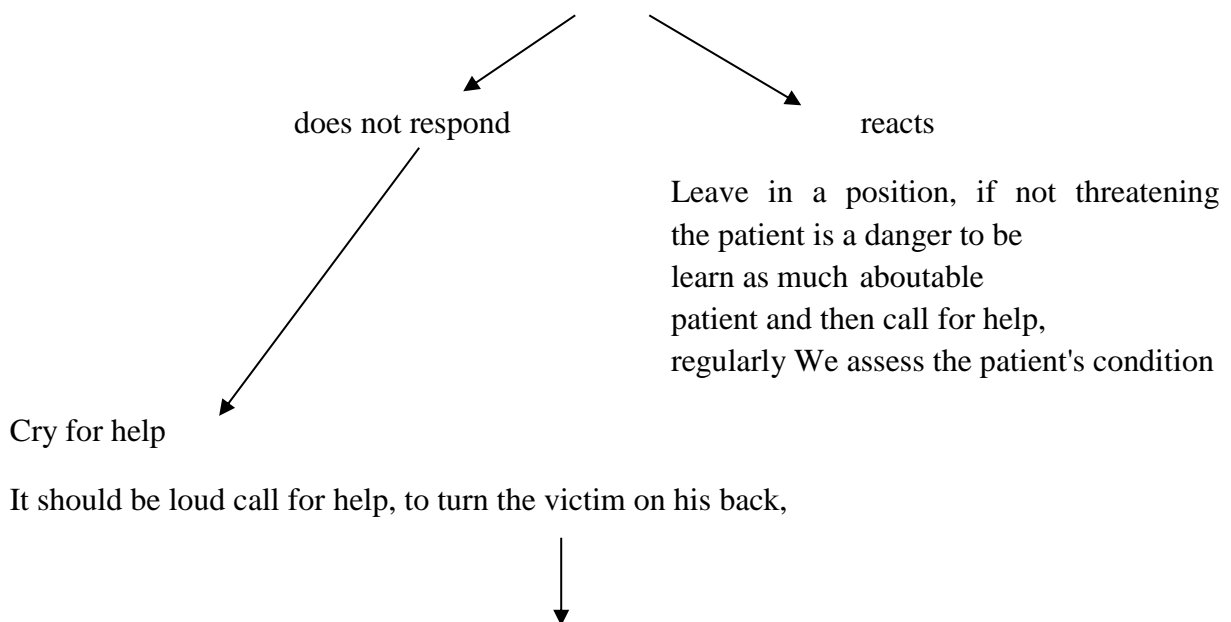 does not respond
reacts
Leave in a position, if not threatening
the patient is a danger to be
learn as much aboutable
patient and then call for help,
regularly We assess the patient's condition
Cry for help
It should be loud call for help, to turn the victim on his back,